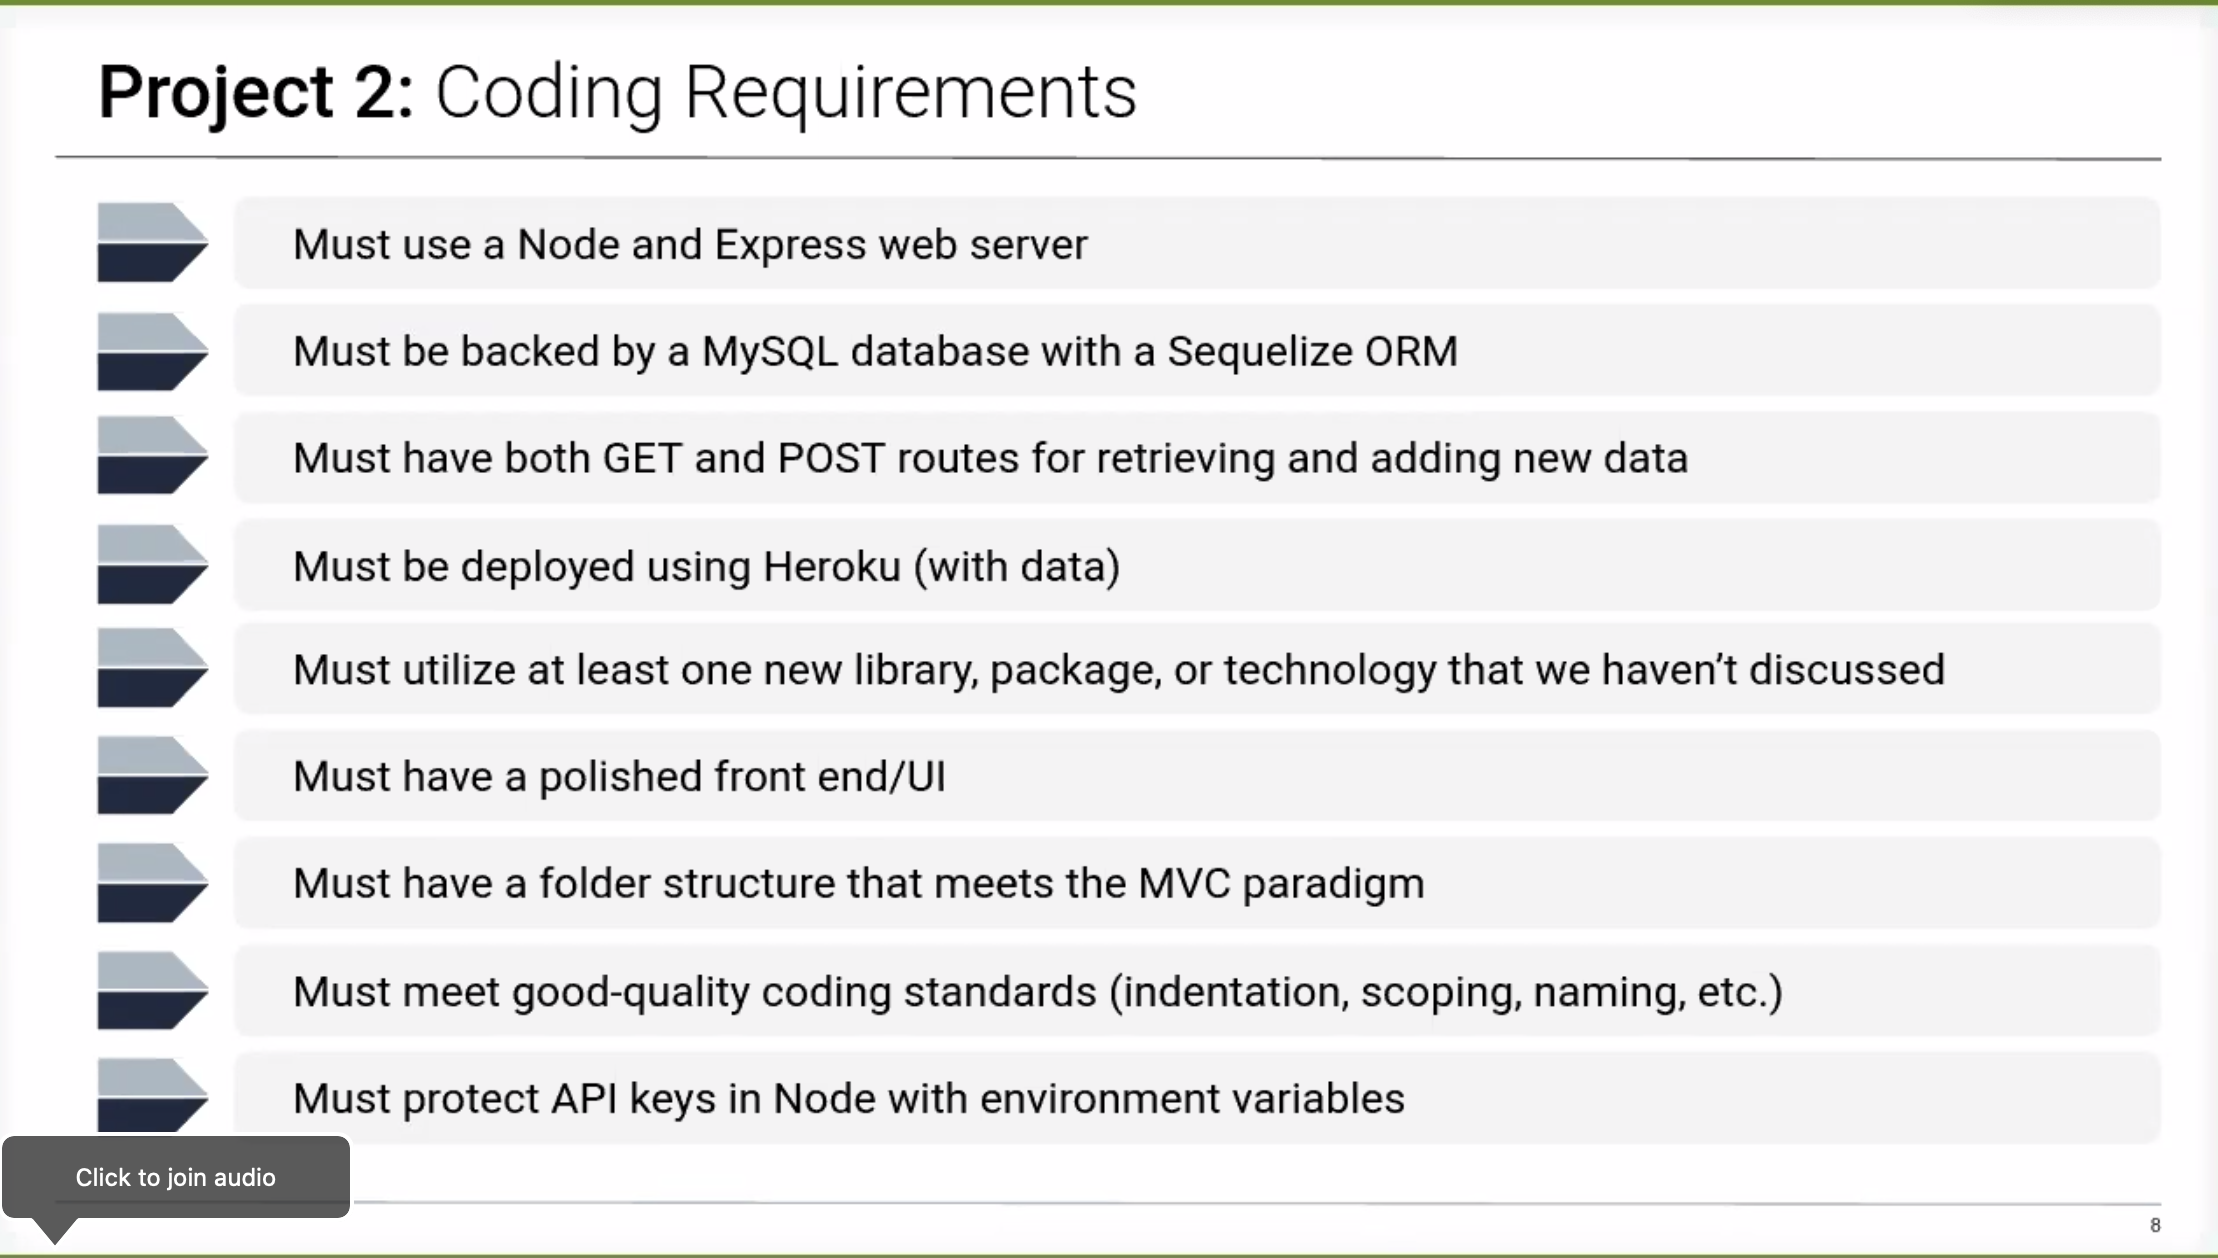 Project 2: Coding Requirements
Must use a Node and Express web server
Must be backed by a MySQL database with a Sequelize ORM
Must have both GET and POST routes for retrieving and adding new data
Must be deployed using Heroku (with data)
Must utilize at least one new library, package, or technology that we haven’t discussed
Must have a polished front end/UI
Must have a folder structure that meets the MVC paradigm
Must meet good-quality coding standards (indentation, scoping, naming, etc.)
Must protect API keys in Node with environment variables
Click to join audio
8